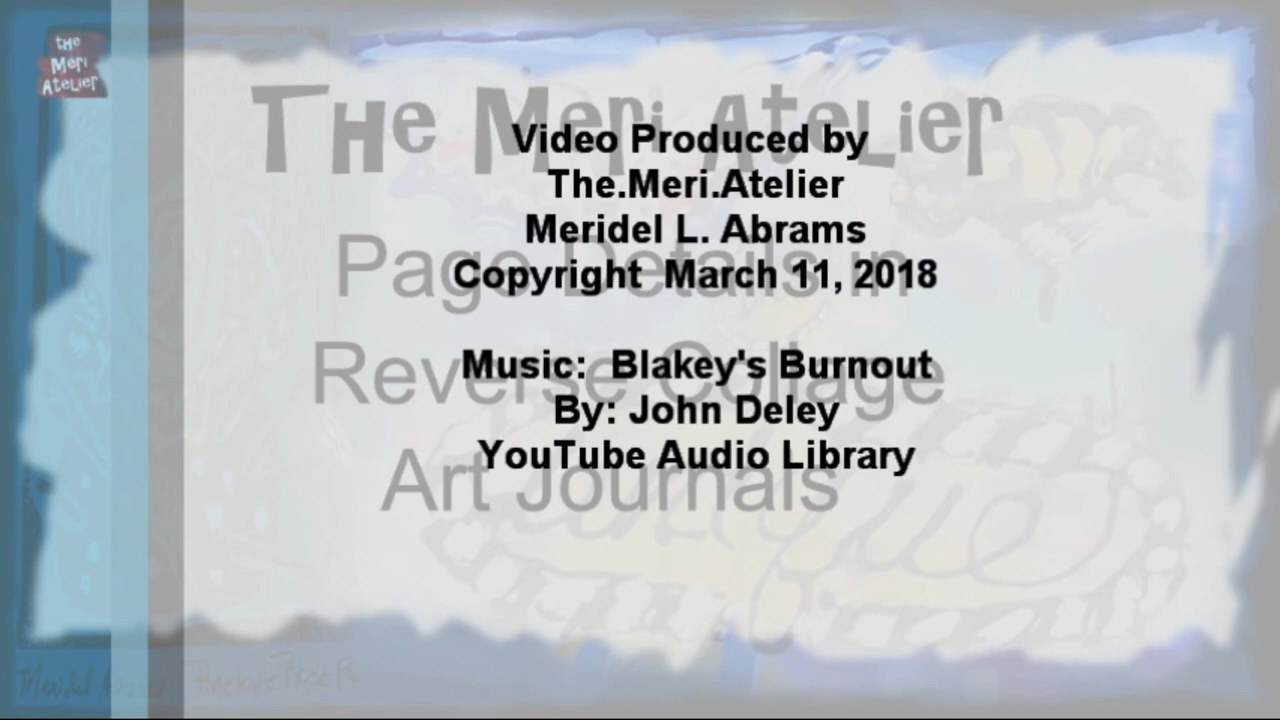 the
Meri
Atelier
The Meri Atelier
Video Produced by
The.Meri.Atelier
Meridel L. Abrams
Copyright March 11, 2018
Page Details in
Reverse Collage
Music: Blakey's Burnout
By: John Deley
YouTube Audio Library
Art Journals
Meridel